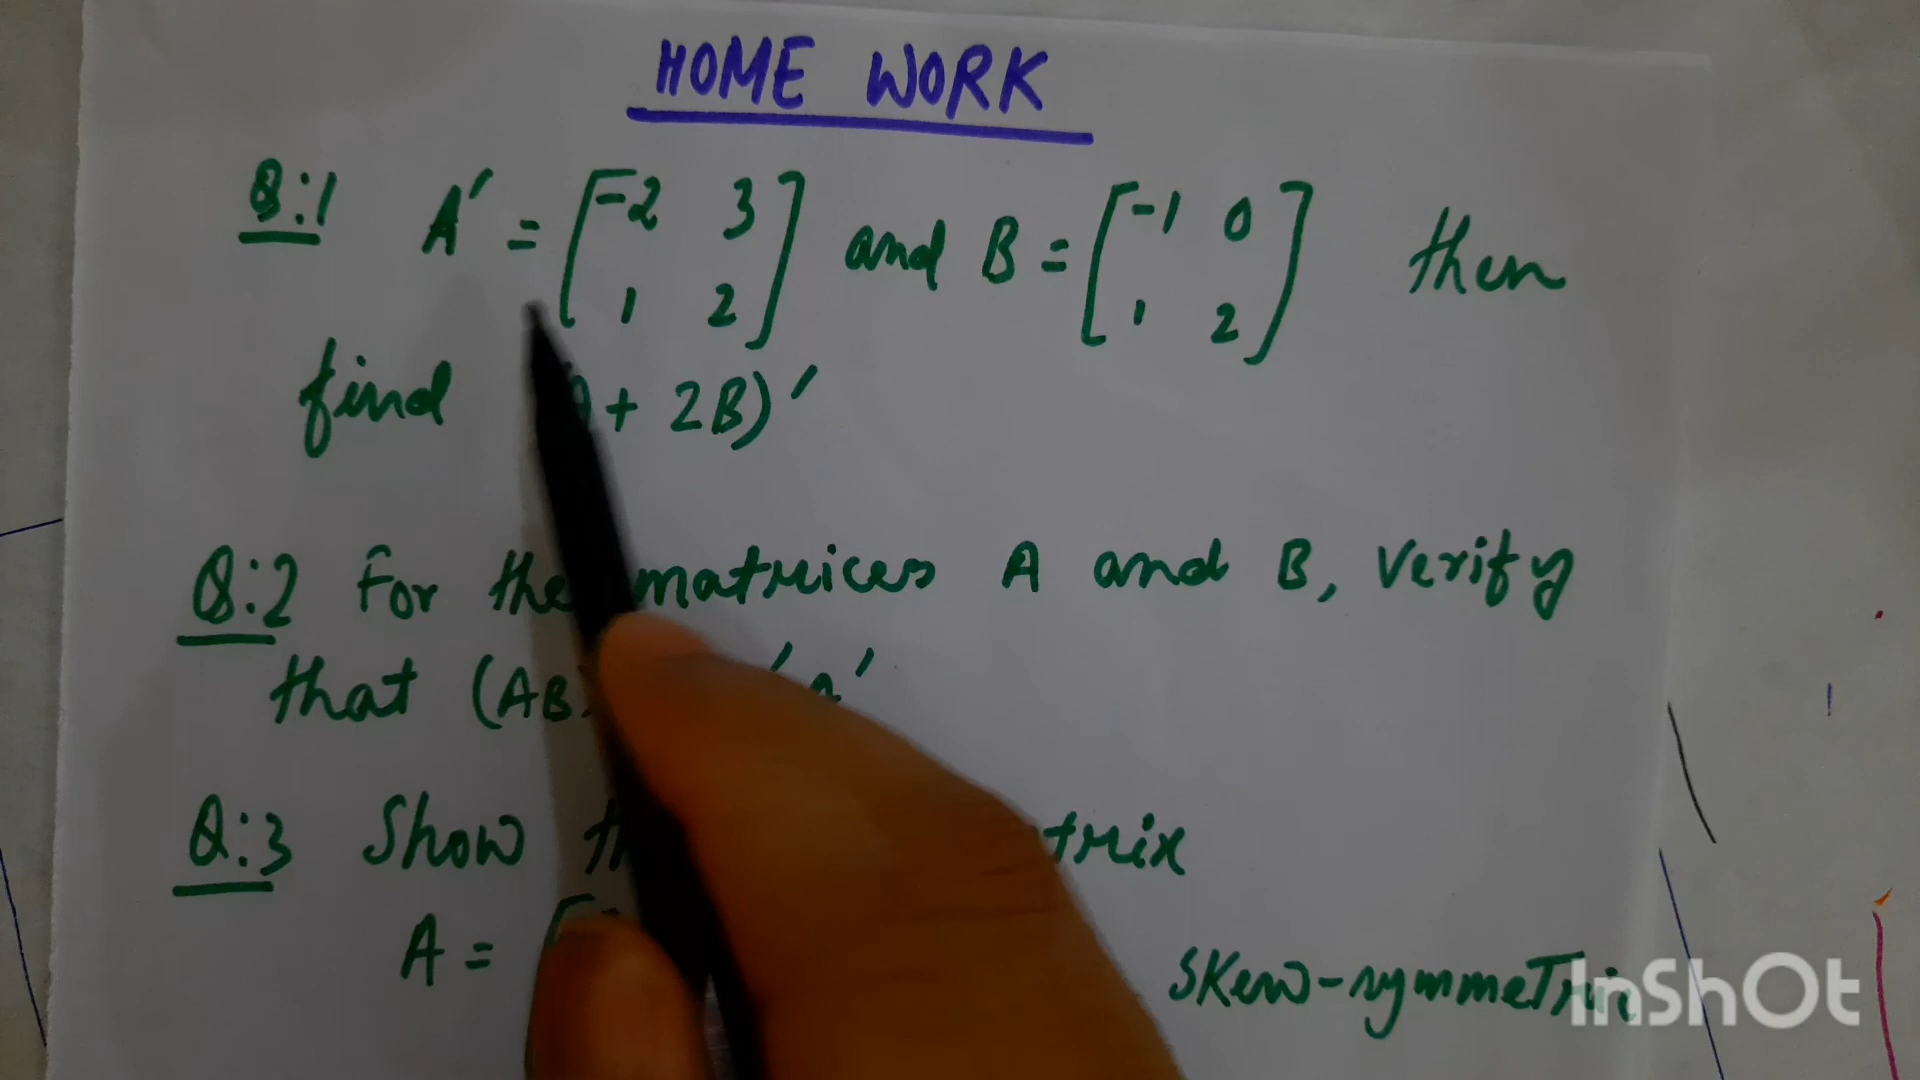 HOME WORK
Q:1 A' = [-2 3 1 2] and B = [-1 0 1 2] then
find + 2B)'
Q:2 For the matrices A and B, verify
that (AB
Q:3 Show
A =
skew-symmetric
InShOt